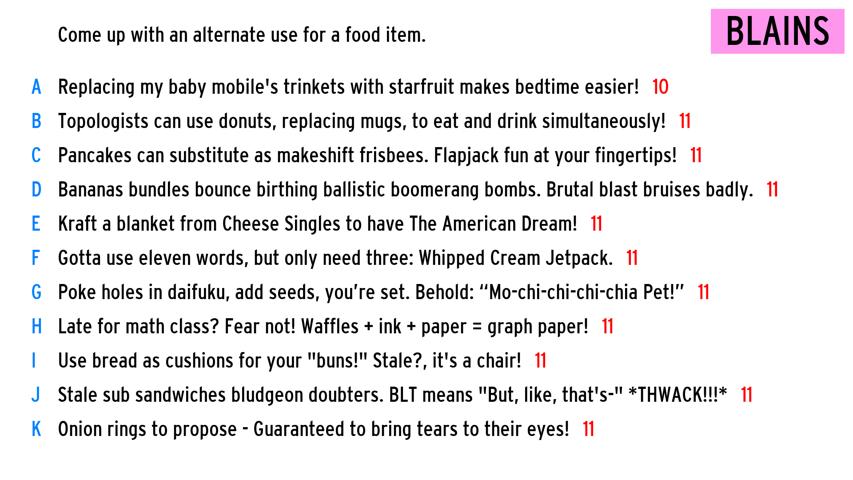 Come up with an alternate use for a food item.
BLAINS
A Replacing my baby mobile's trinkets with starfruit makes bedtime easier! 10
B Topologists can use donuts, replacing mugs, to eat and drink simultaneously! 11
C Pancakes can substitute as makeshift frisbees. Flapjack fun at your fingertips! 11
D Bananas bundles bounce birthing ballistic boomerang bombs. Brutal blast bruises badly. 11
E Kraft a blanket from Cheese Singles to have The American Dream! 11
F Gotta use eleven words, but only need three: Whipped Cream Jetpack. 11
G Poke holes in daifuku, add seeds, you're set. Behold: “Mo-chi-chi-chi-chia Pet!” 11
H Late for math class? Fear not! Waffles + ink + paper = graph paper! 11
I Use bread as cushions for your "buns!" Stale?, it's a chair! 11
J Stale sub sandwiches bludgeon doubters. BLT means "But, like, that's-" *THWACK!!!* 11
K Onion rings to propose - Guaranteed to bring tears to their eyes! 11